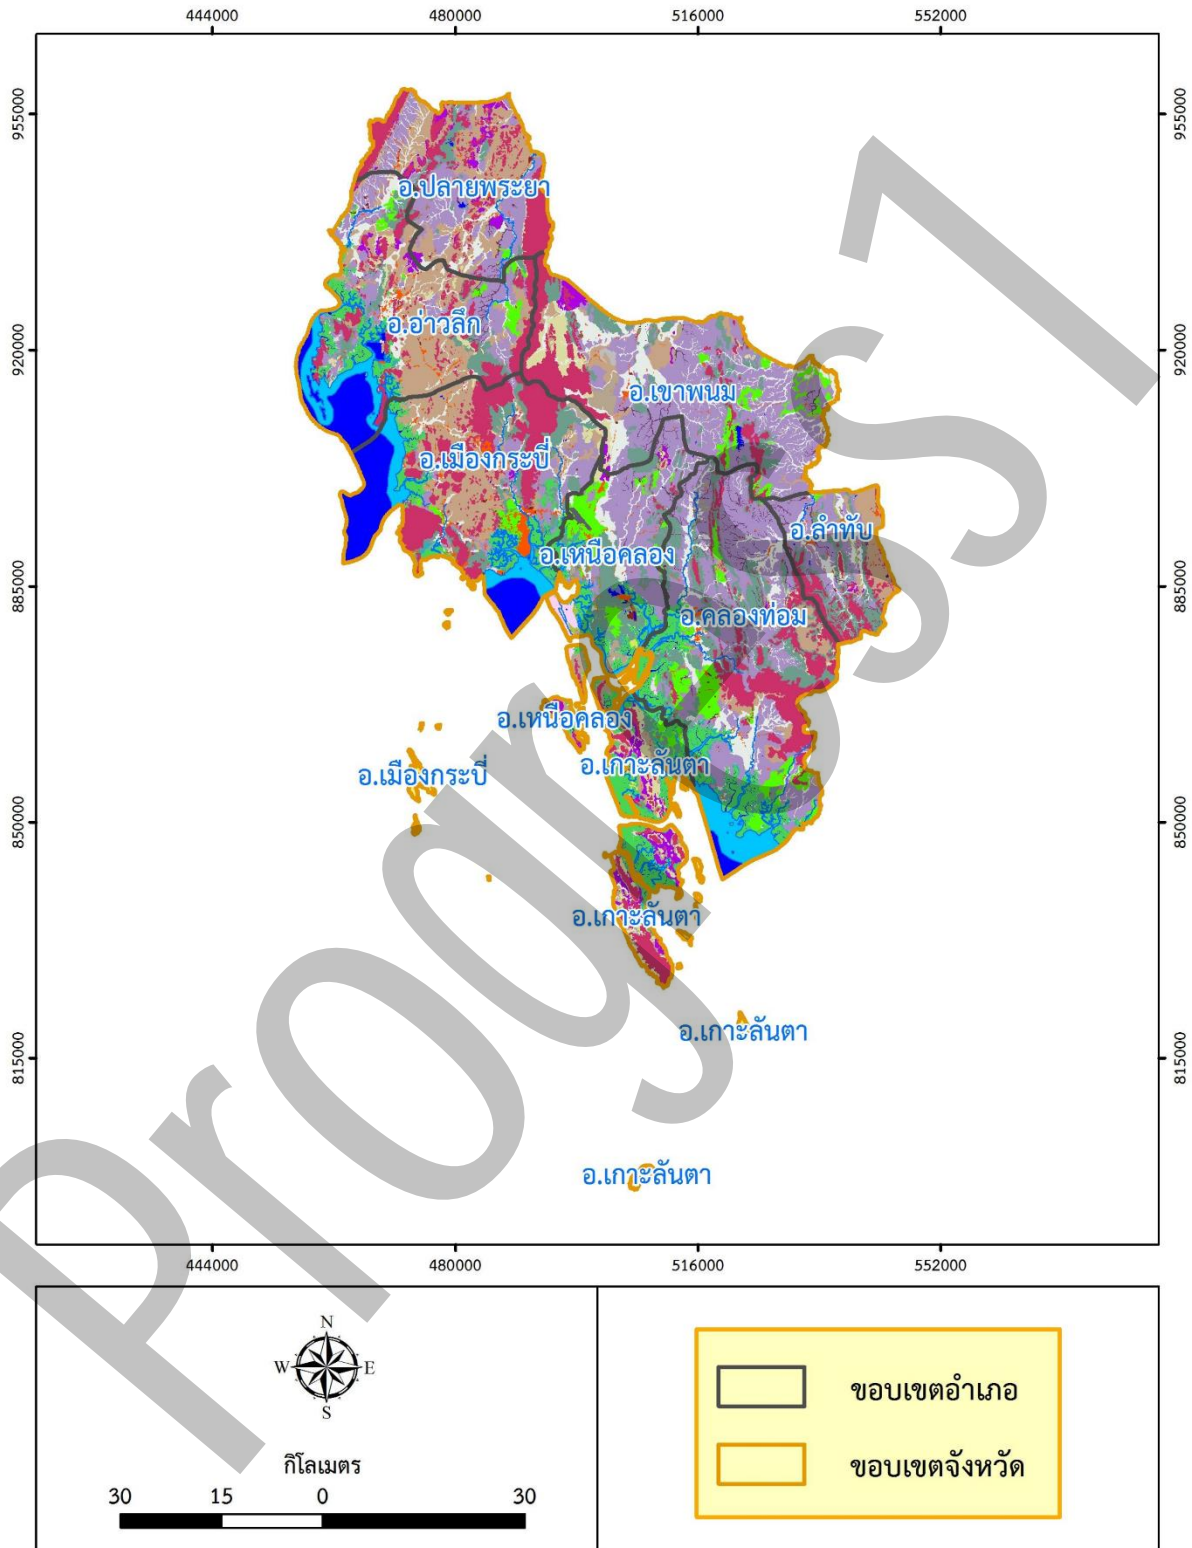 444000 480000 516000 552000
955000 955000
อ.ปลายพระยา
อ.อ่าวลึก
920000 920000
อ.เขาพนม
อ.เมืองกระบี่
อ.ลำทับ
อ.เหนือคลอง
885000 885000
อ.คลองท่อม
อ.เหนือคลอง
อ.เกาะลันตา
อ.เมืองกระบี่
850000 850000
อ.เกาะลันตา
อ.เกาะลันตา
815000 815000
อ.เกาะลันตา
444000 480000 516000 552000
Progress1
N
W E
S
กิโลเมตร
30 15 0 30
ขอบเขตอำเภอ
ขอบเขตจังหวัด